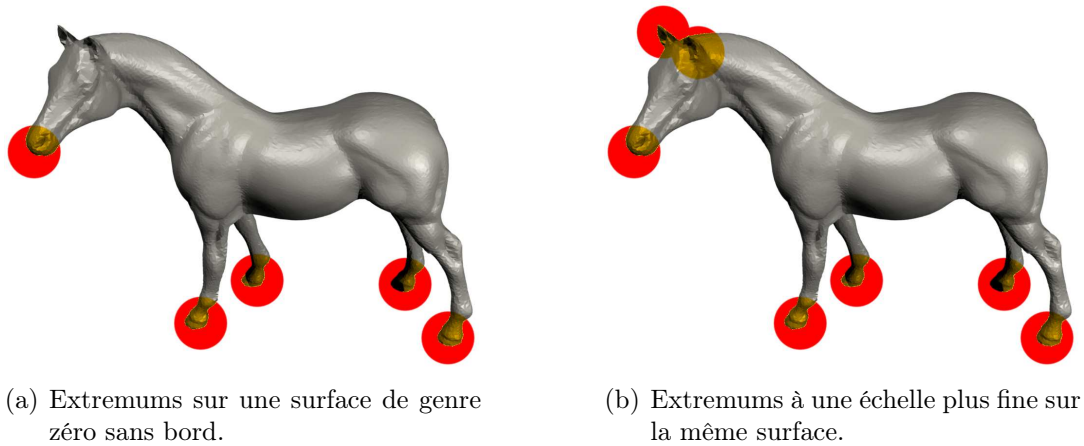 (a) Extremums sur une surface de genre
zéro sans bord.
(b) Extremums à une échelle plus fine sur
la même surface.